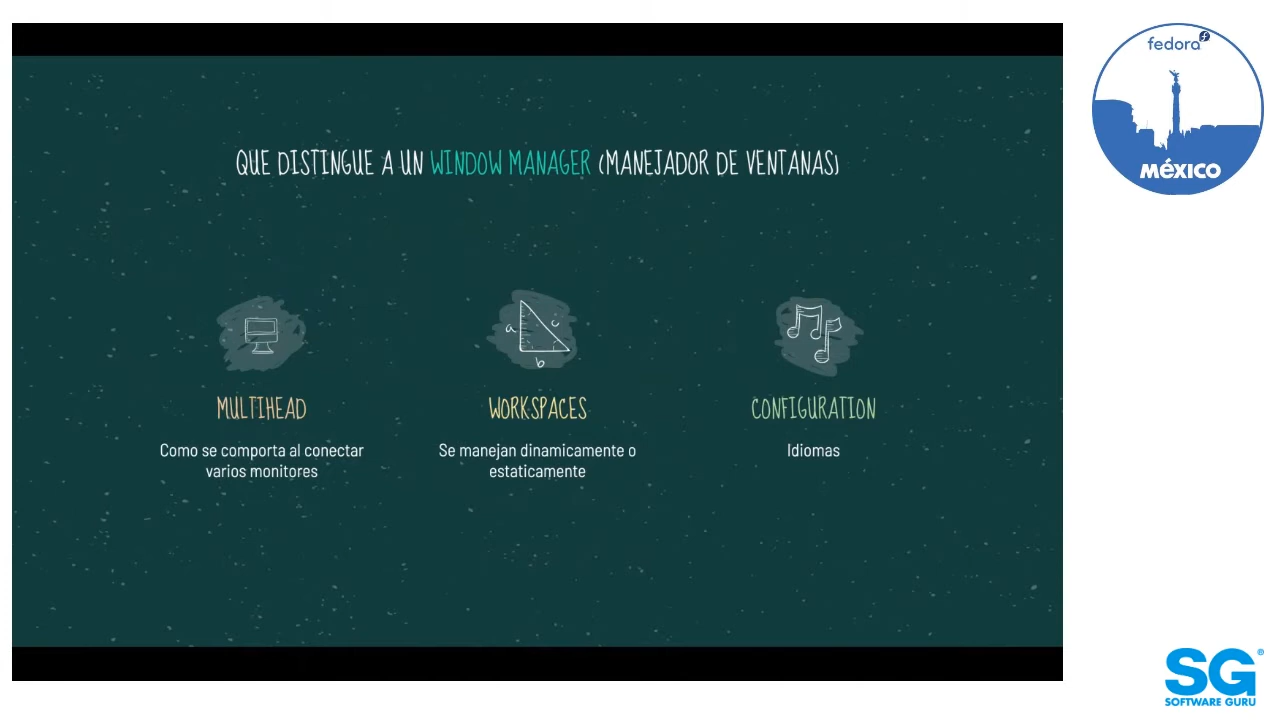 fedora
MÉXICO
QUE DISTINGUE A UN WINDOW MANAGER (MANEJADOR DE VENTANAS)
a
c
b
MULTIHEAD
WORKSPACES
CONFIGURATION
Como se comporta al conectar
varios monitores
Se manejan dinamicamente o
estaticamente
Idiomas
SG®
SOFTWARE GURU